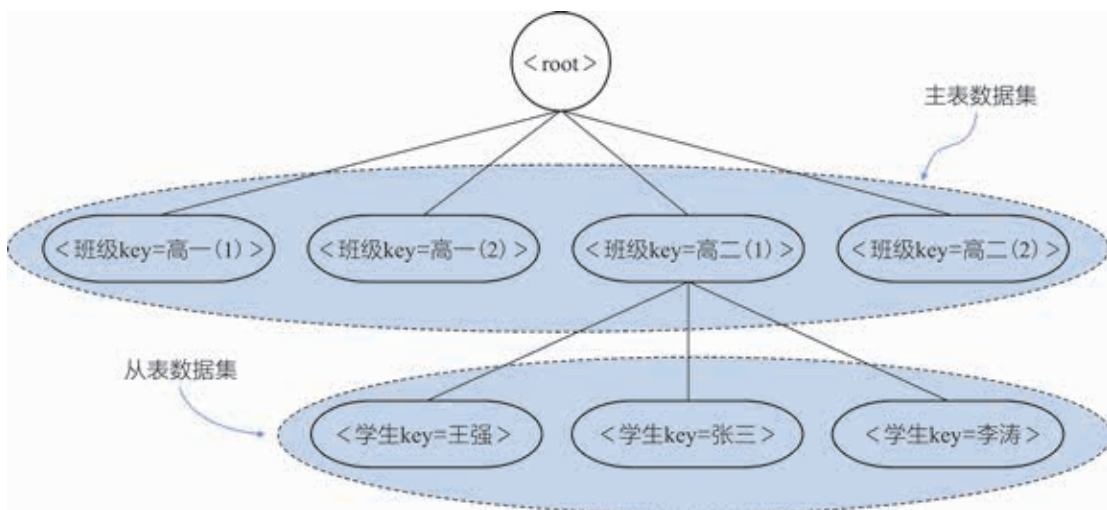 <root>
主表数据集
<班级key=高一(1)>
<班级key=高一(2)>
<班级key=高二(1)>
<班级key=高二(2)>
从表数据集
<学生key=王强>
<学生key=张三>
<学生key=李涛>